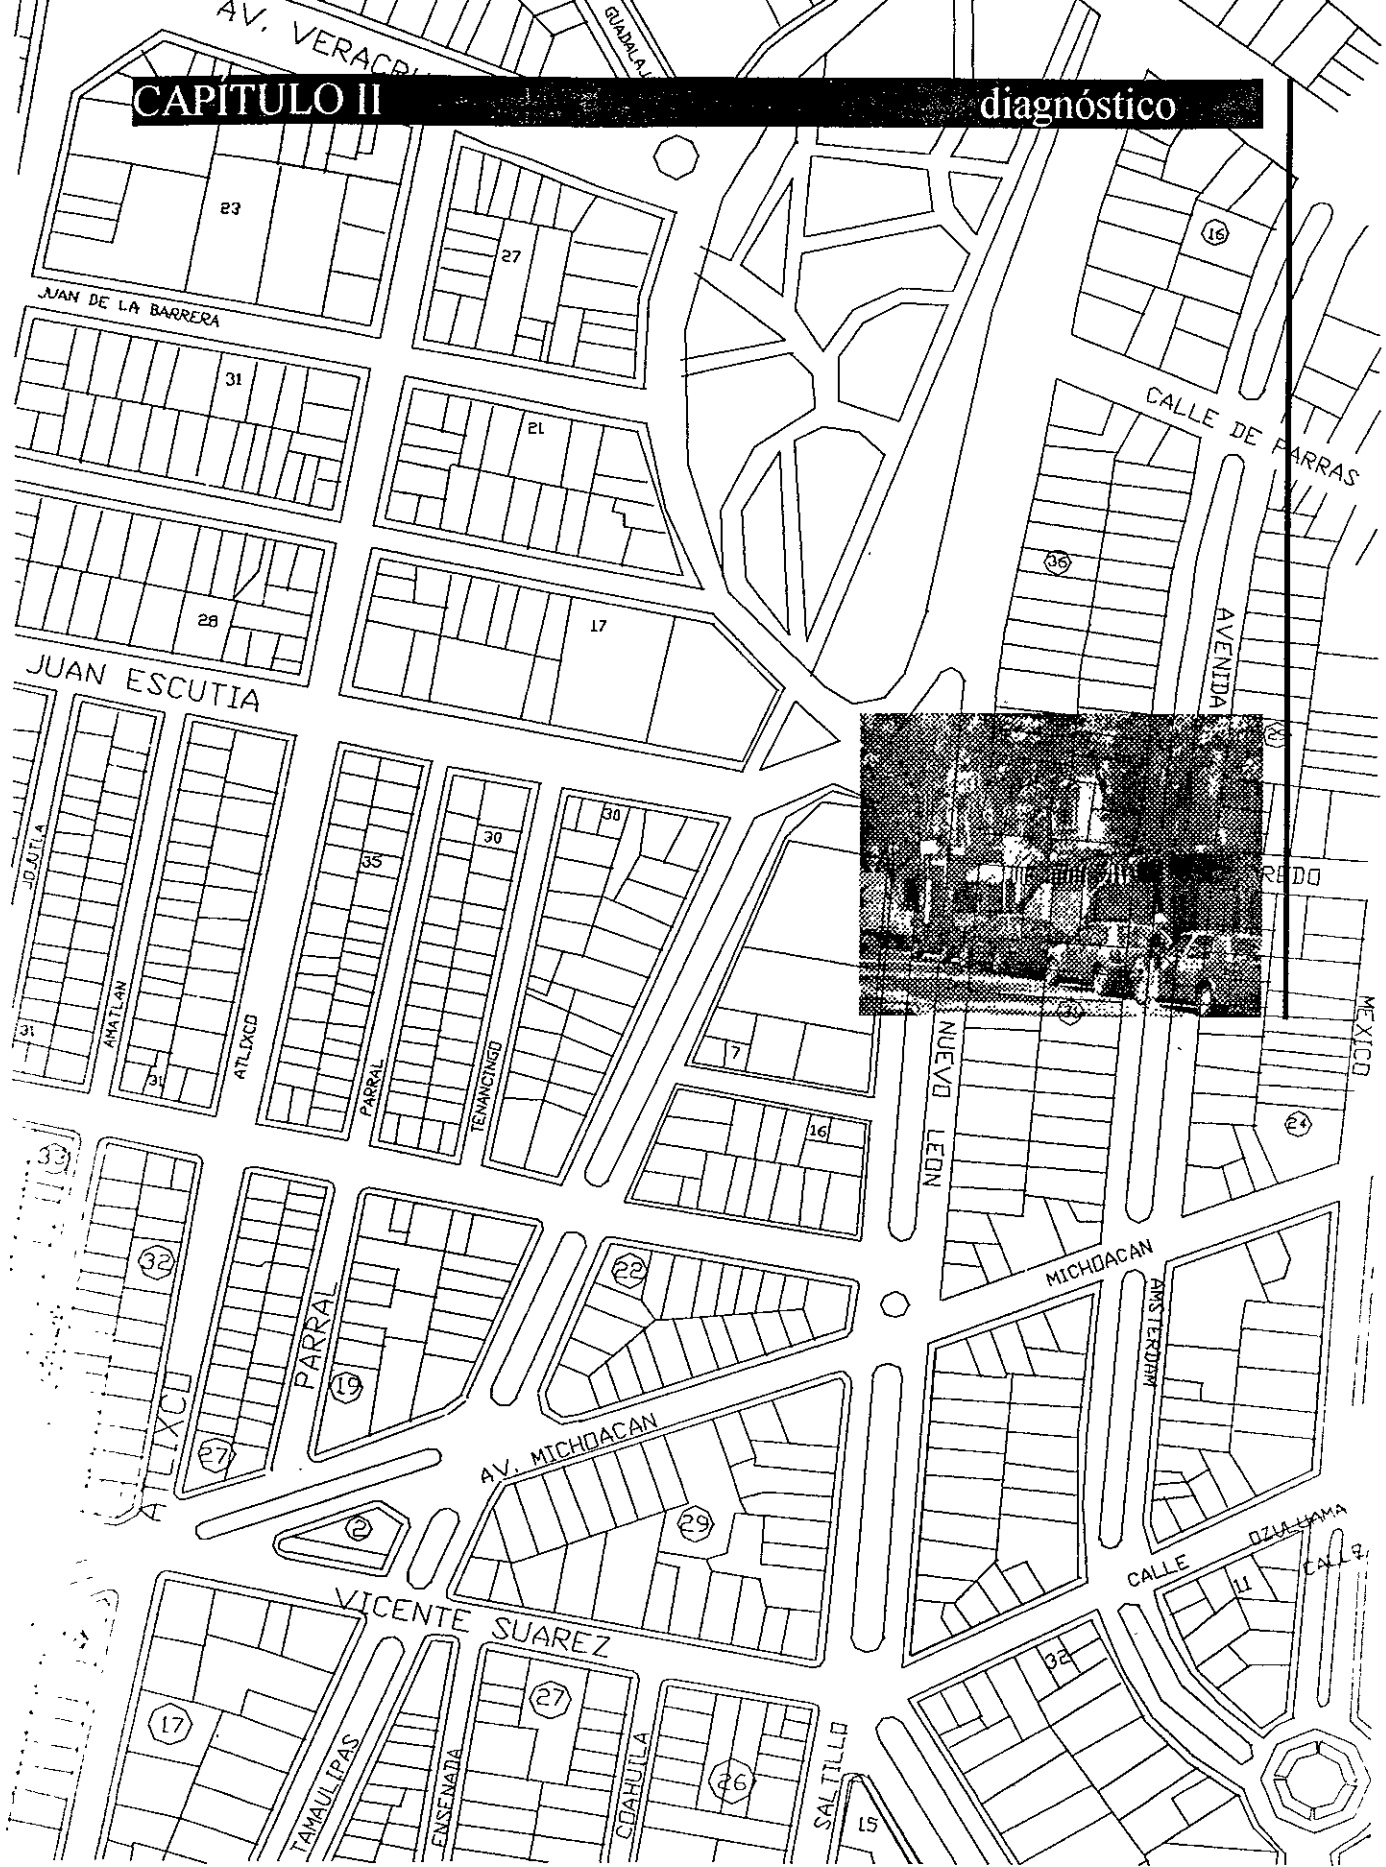 AV. VERACRU
GUADALAJ
CAPÍTULO II diagnóstico
23
27
16
JUAN DE LA BARRERA
31
21
CALLE DE PARRAS
36
28
17
AVENIDA
JUAN ESCUTIA
30
30
35
JOJUTLA
REDO
AMATLAN
ATLIXCO
31
31
PARRAL
TENANCINGO
7
NUEVO LEON
MEXICO
16
24
33
32
22
MICHOACAN
AMSTERDAM
PARRAL
19
ATLIXCO
27
AV. MICHOACAN
2
29
OZULUAMA
CALLE
CALLE
11
VICENTE SUAREZ
32
17
27
26
TAMAULIPAS
ENSENADA
COAHUILA
SALTILLO
15